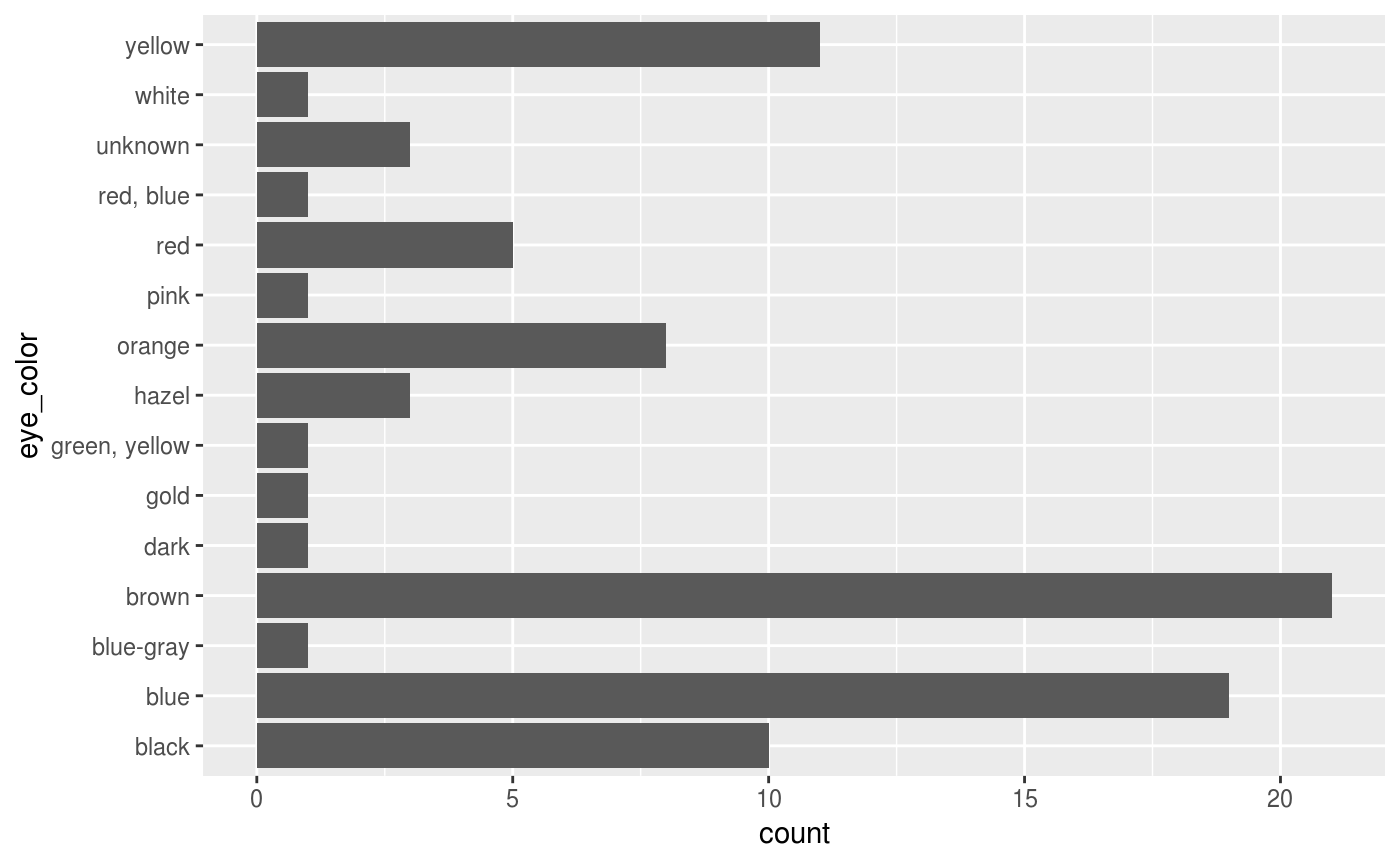 yellow
white
unknown
red, blue
red
pink
orange
hazel
green, yellow
gold
dark
brown
blue-gray
blue
black
eye_color
0 5 10 15 20
count